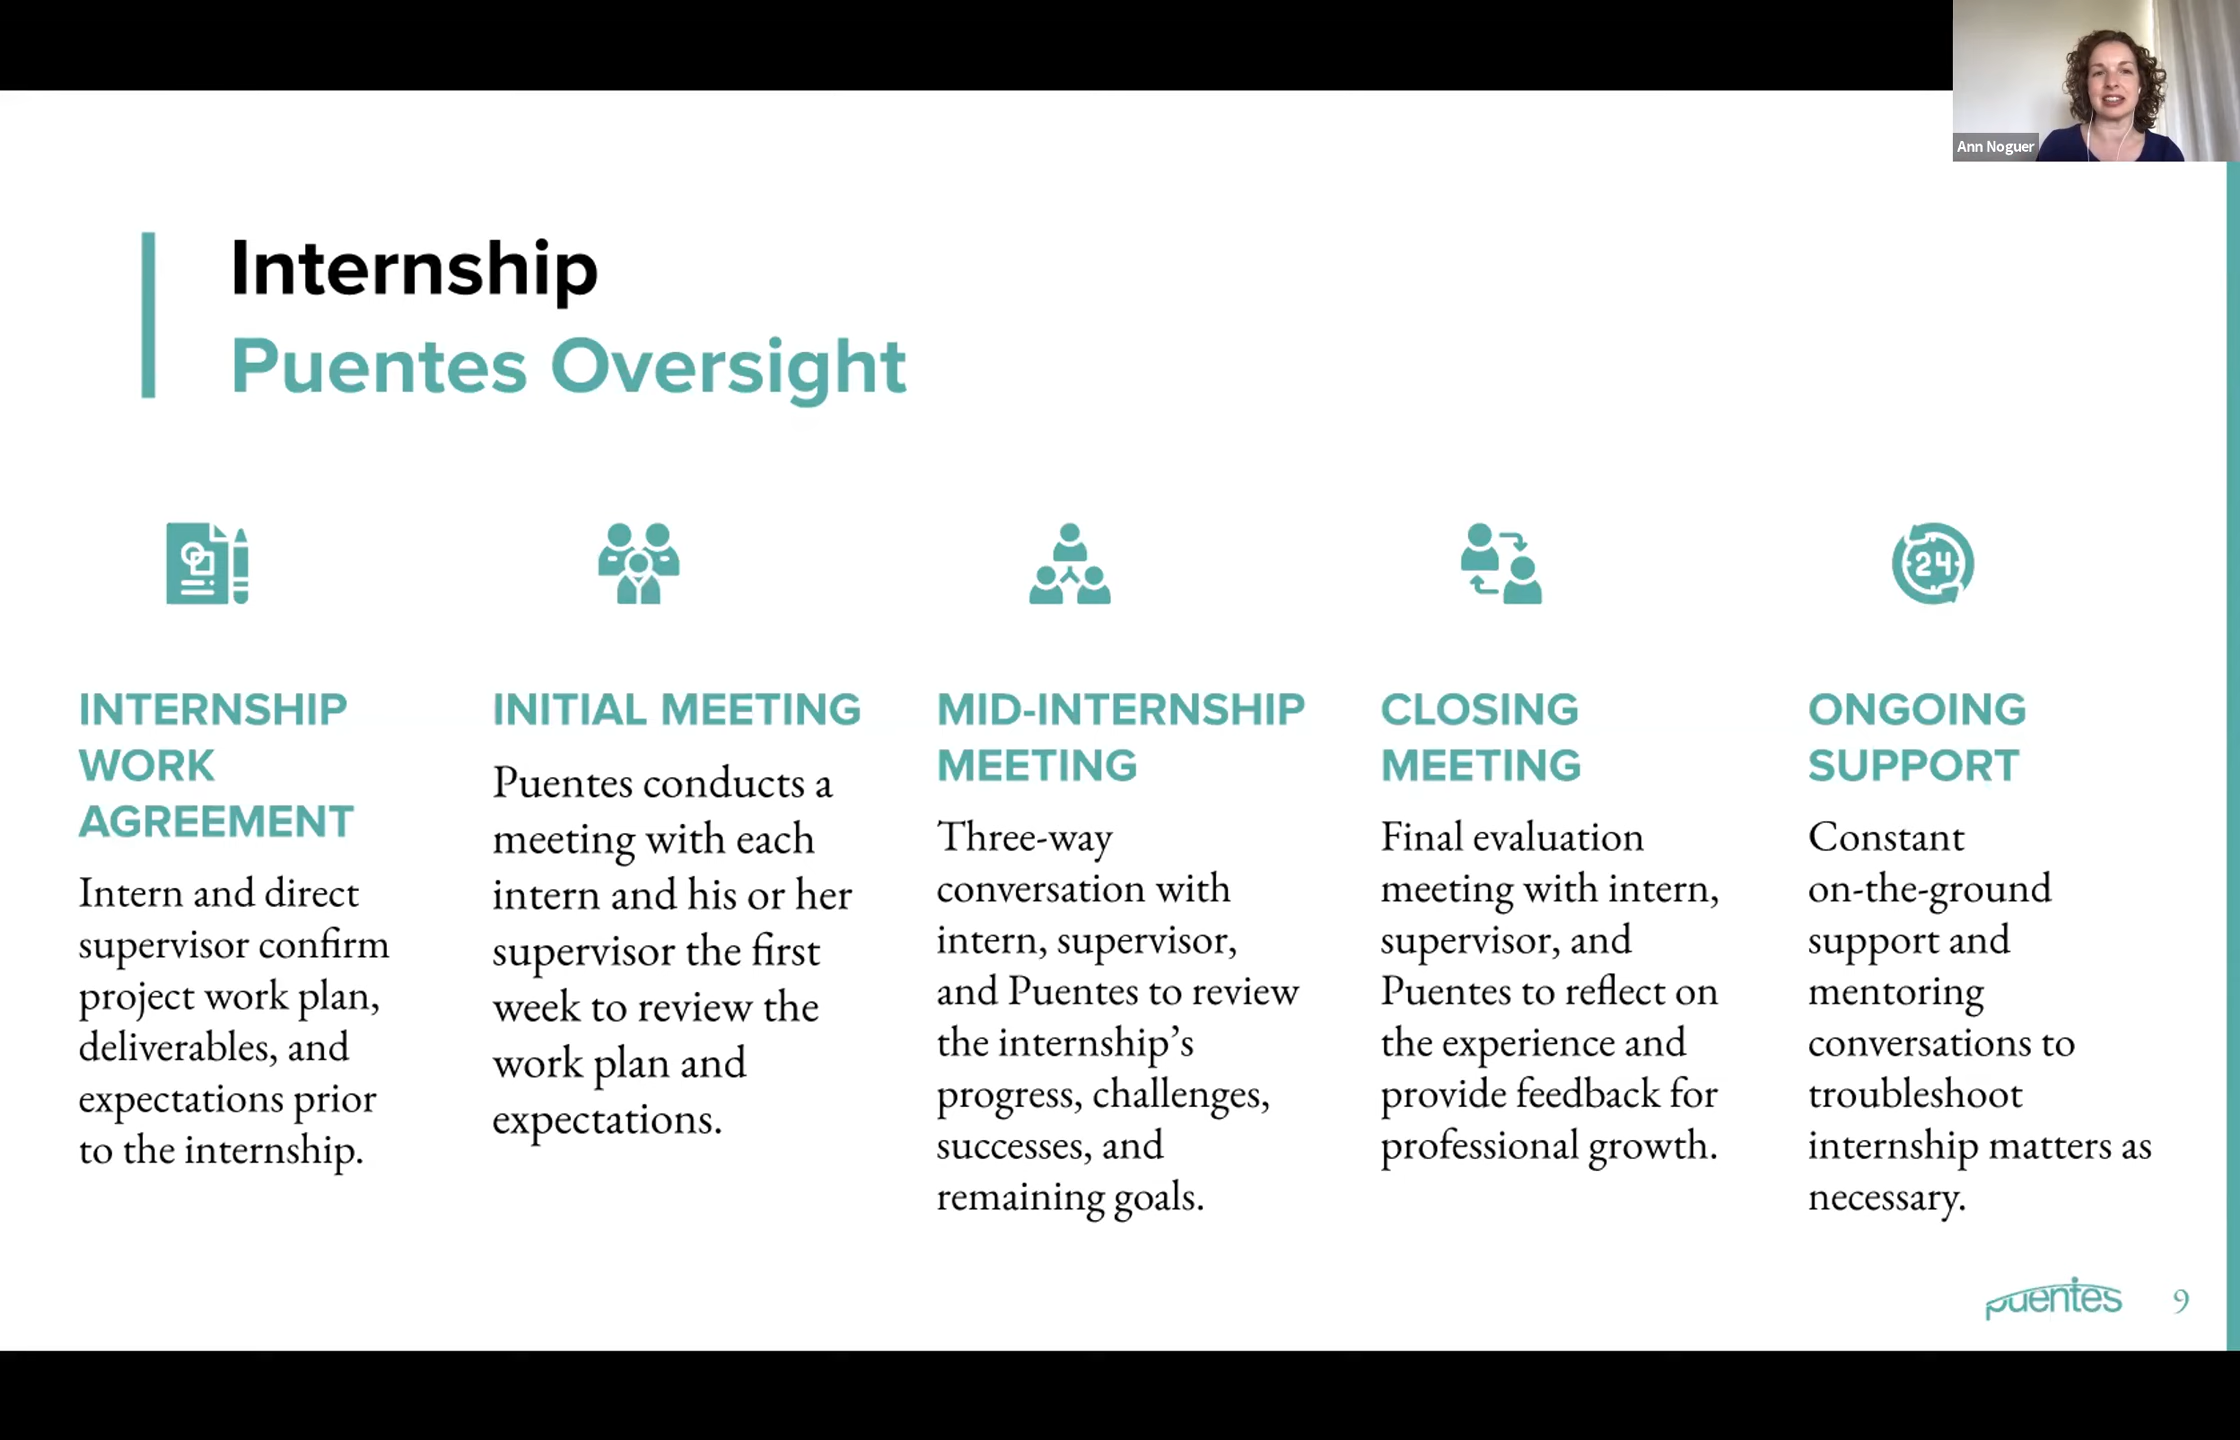 Ann Noguer
Internship
Puentes Oversight
24
INTERNSHIP
WORK
AGREEMENT
Intern and direct
supervisor confirm
project work plan,
deliverables, and
expectations prior
to the internship.
INITIAL MEETING
Puentes conducts a
meeting with each
intern and his or her
supervisor the first
week to review the
work plan and
expectations.
MID-INTERNSHIP
MEETING
Three-way
conversation with
intern, supervisor,
and Puentes to review
the internship’s
progress, challenges,
successes, and
remaining goals.
CLOSING
MEETING
Final evaluation
meeting with intern,
supervisor, and
Puentes to reflect on
the experience and
provide feedback for
professional growth.
ONGOING
SUPPORT
Constant
on-the-ground
support and
mentoring
conversations to
troubleshoot
internship matters as
necessary.
puentes
9